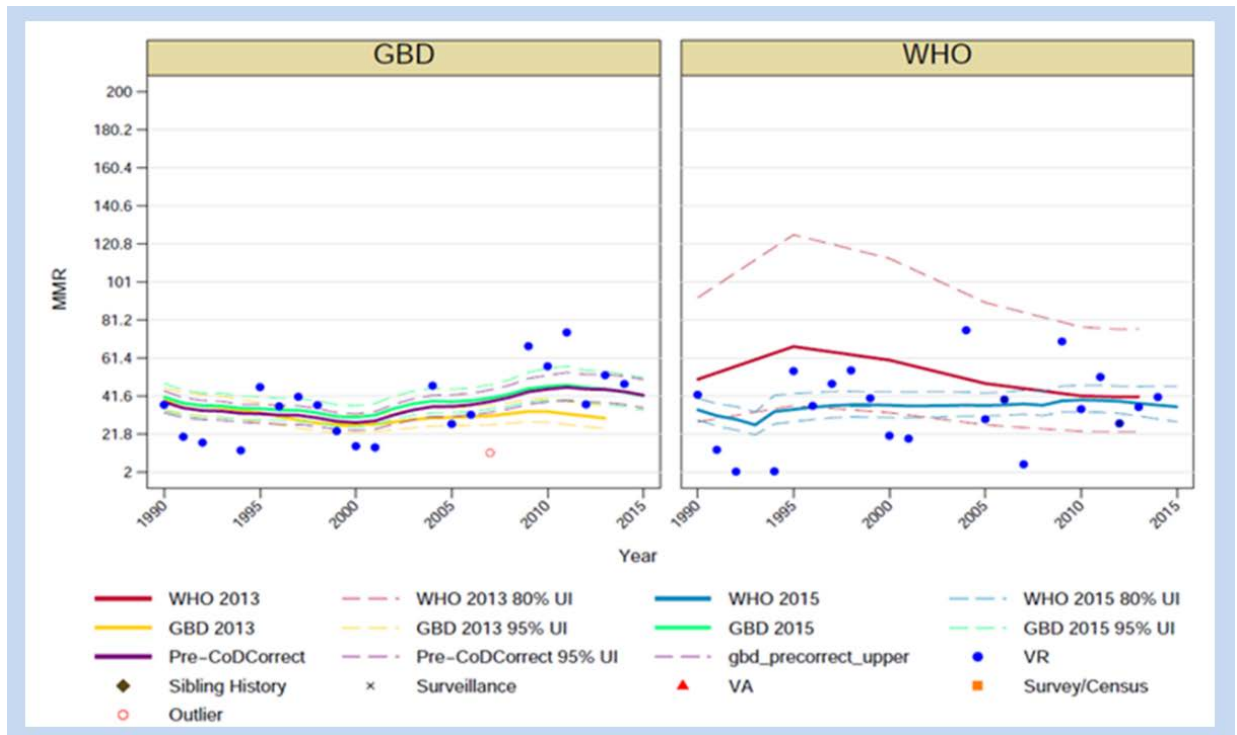 GBD
WHO
200
180.2
160.4
140.6
120.8
101
81.2
61.4
41.6
21.8
2
MMR
1990
1995
2000
2005
2010
2015
1990
1995
2000
2005
2010
2015
Year
WHO 2013
WHO 2013 80% UI
WHO 2015
WHO 2015 80% UI
GBD 2013
GBD 2013 95% UI
GBD 2015
GBD 2015 95% UI
Pre−CoDCorrect
Pre−CoDCorrect 95% UI
gbd_precorrect_upper
VR
Sibling History
Surveillance
VA
Survey/Census
Outlier